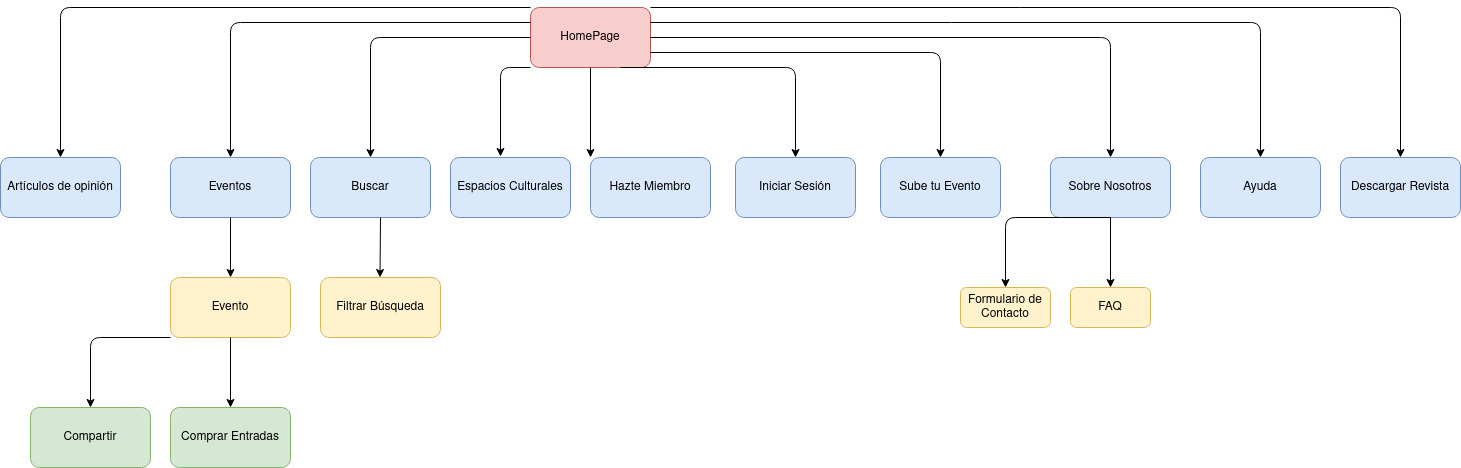 HomePage
Artículos de opinión
Eventos
Buscar
Espacios Culturales
Hazte Miembro
Iniciar Sesión
Sube tu Evento
Sobre Nosotros
Ayuda
Descargar Revista
Evento
Filtrar Búsqueda
Formulario de
Contacto
FAQ
Compartir
Comprar Entradas